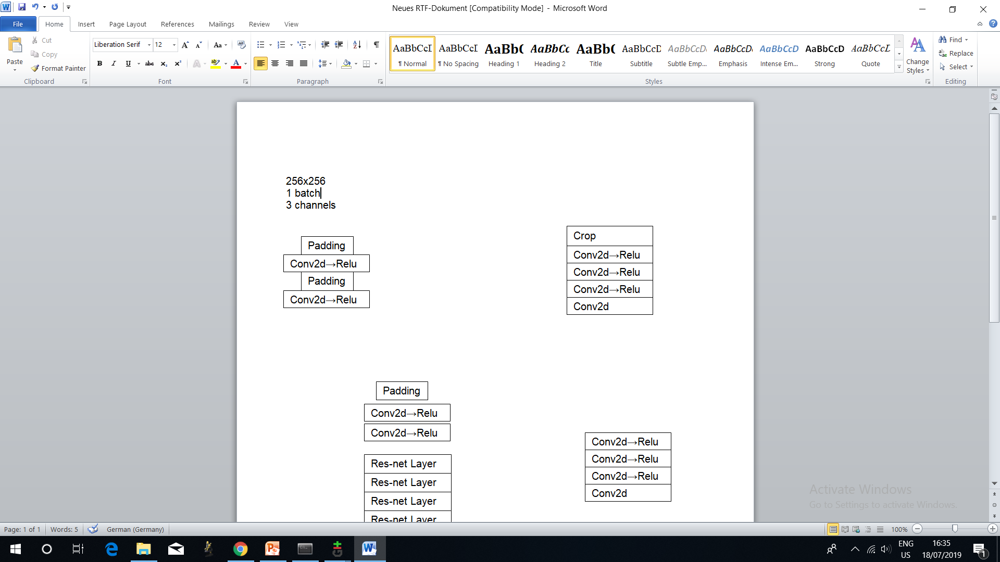 Neues RTF-Dokument [Compatibility Mode] - Microsoft Word
File Home Insert Page Layout References Mailings Review View
Paste
Cut
Copy
Format Painter
Clipboard
Liberation Serif 12
Font
Paragraph
AaBbCcI AaBbCcI AaBb( AaBbCc AaBb( AaBbCcD AaBbCcD AaBbCcD AaBbCcD AaBbCcD AaBbCcL
¶ Normal ¶ No Spacing Heading 1 Heading 2 Title Subtitle Subtle Emp... Emphasis Intense Em... Strong Quote
Change
Styles
Styles
Find
Replace
Select
Editing
256x256
1 batch
3 channels
Padding
Conv2d→Relu
Padding
Conv2d→Relu
Crop
Conv2d→Relu
Conv2d→Relu
Conv2d→Relu
Conv2d
Padding
Conv2d→Relu
Conv2d→Relu
Res-net Layer
Res-net Layer
Res-net Layer
Res-net Layer
Conv2d→Relu
Conv2d→Relu
Conv2d→Relu
Conv2d
Activate Windows
Go to Settings to activate Windows.
Page: 1 of 1 Words: 5 German (Germany) 100%
ENG
US
16:35
18/07/2019
1